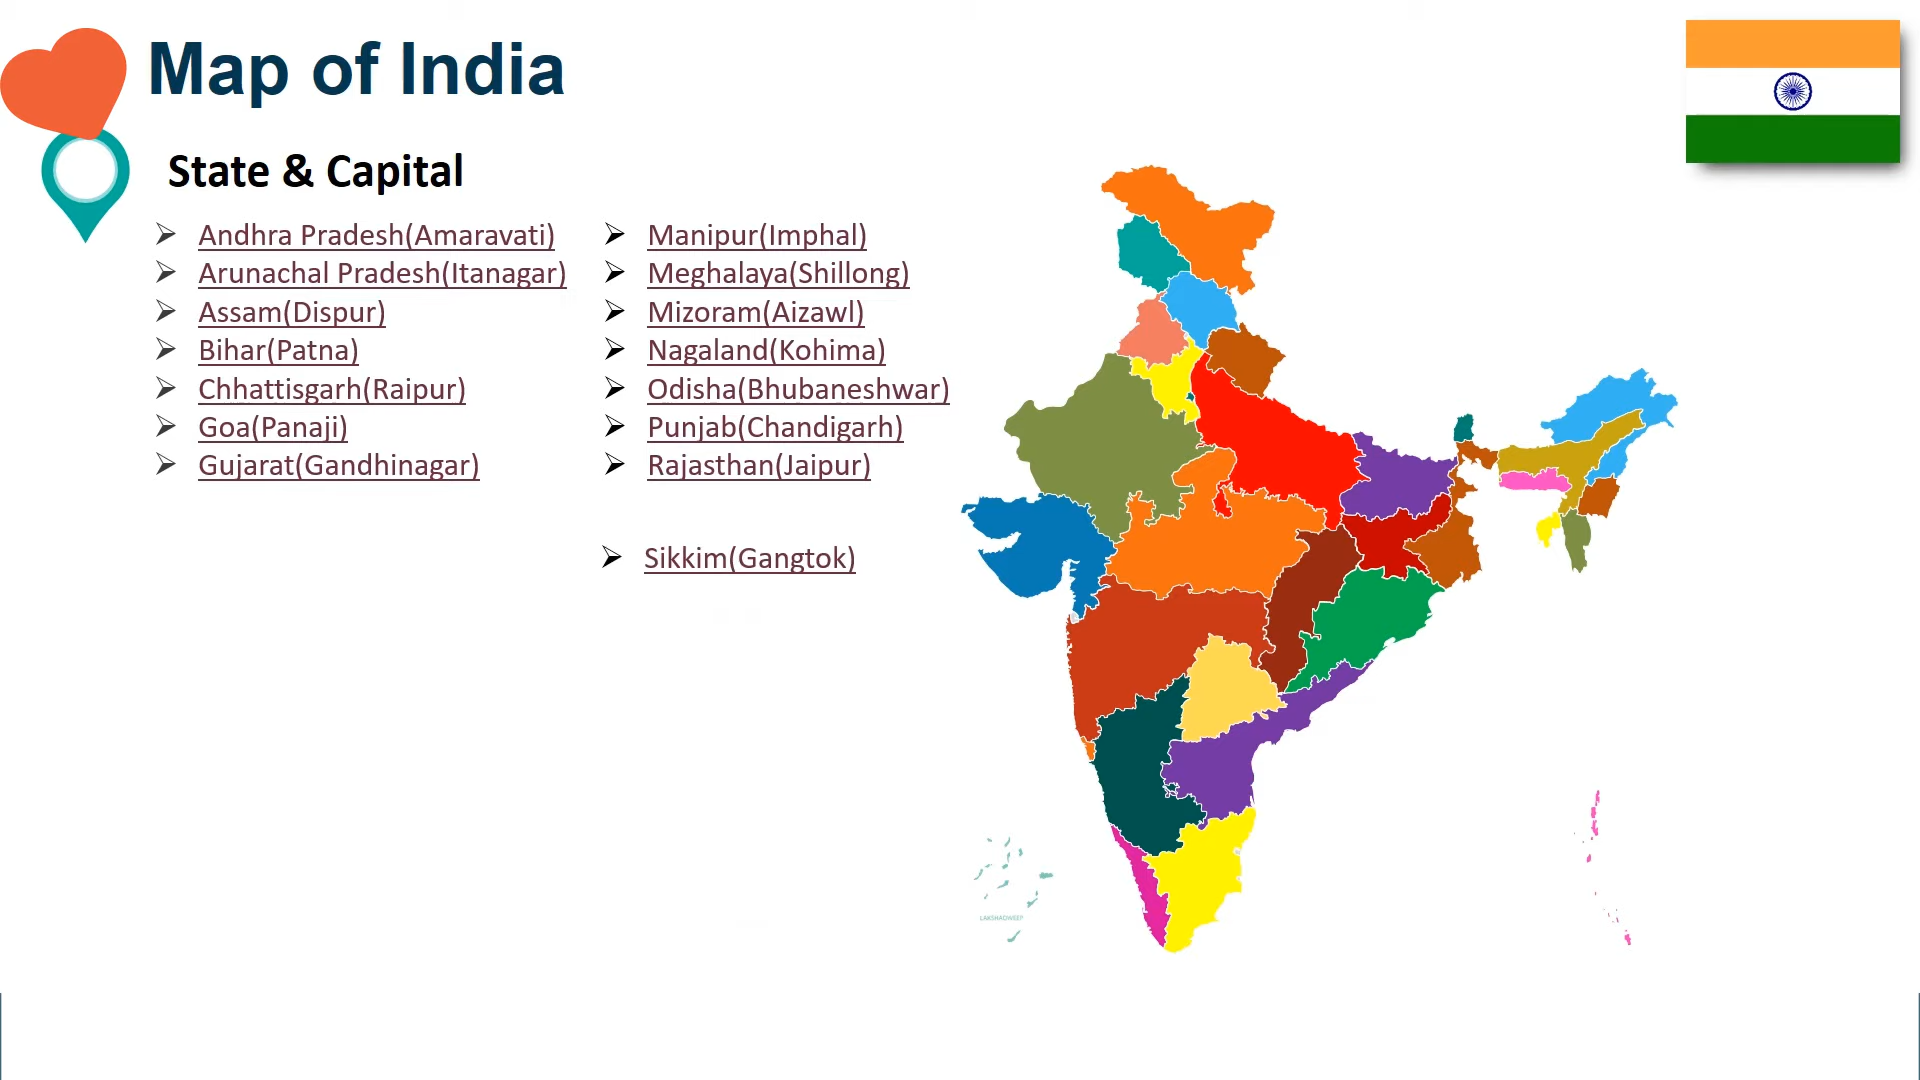 Map of India
State & Capital
Andhra Pradesh(Amaravati)
Arunachal Pradesh(Itanagar)
Assam(Dispur)
Bihar(Patna)
Chhattisgarh(Raipur)
Goa(Panaji)
Gujarat(Gandhinagar)
Manipur(Imphal)
Meghalaya(Shillong)
Mizoram(Aizawl)
Nagaland(Kohima)
Odisha(Bhubaneshwar)
Punjab(Chandigarh)
Rajasthan(Jaipur)
Sikkim(Gangtok)
LAKSHADWEEP